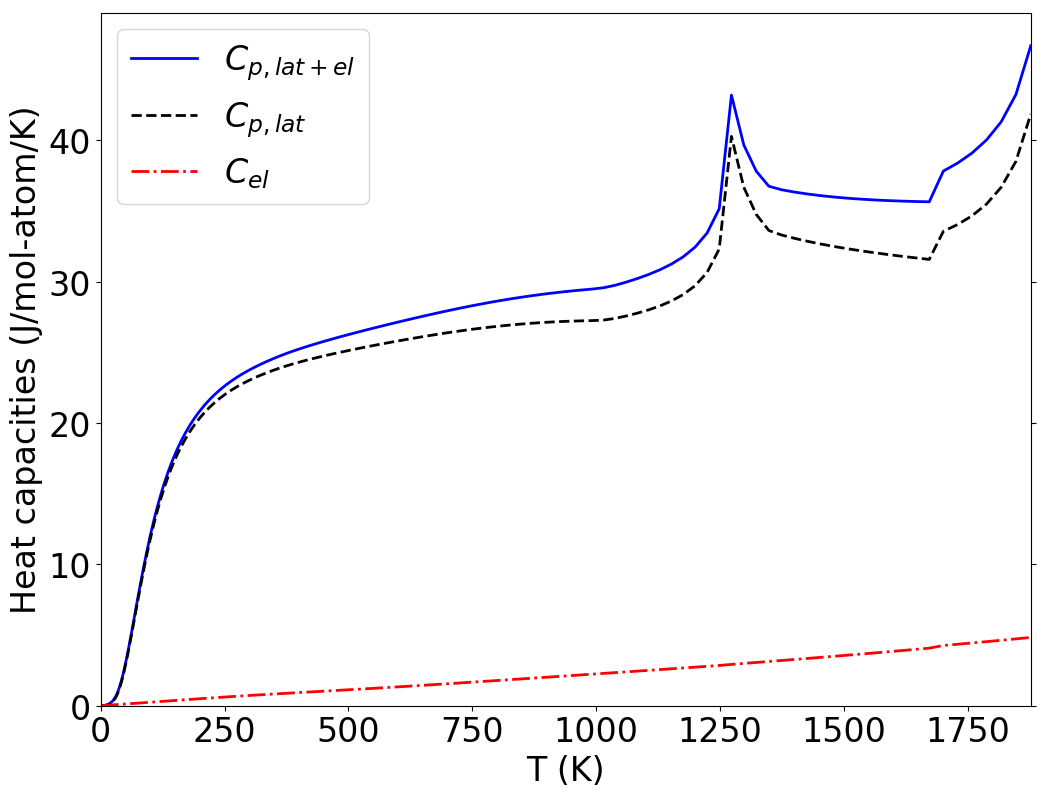 C_{p, lat + el}
C_{p, lat}
C_{el}
Heat capacities (J/mol-atom/K)
40
30
20
10
0
0 250 500 750 1000 1250 1500 1750
T (K)